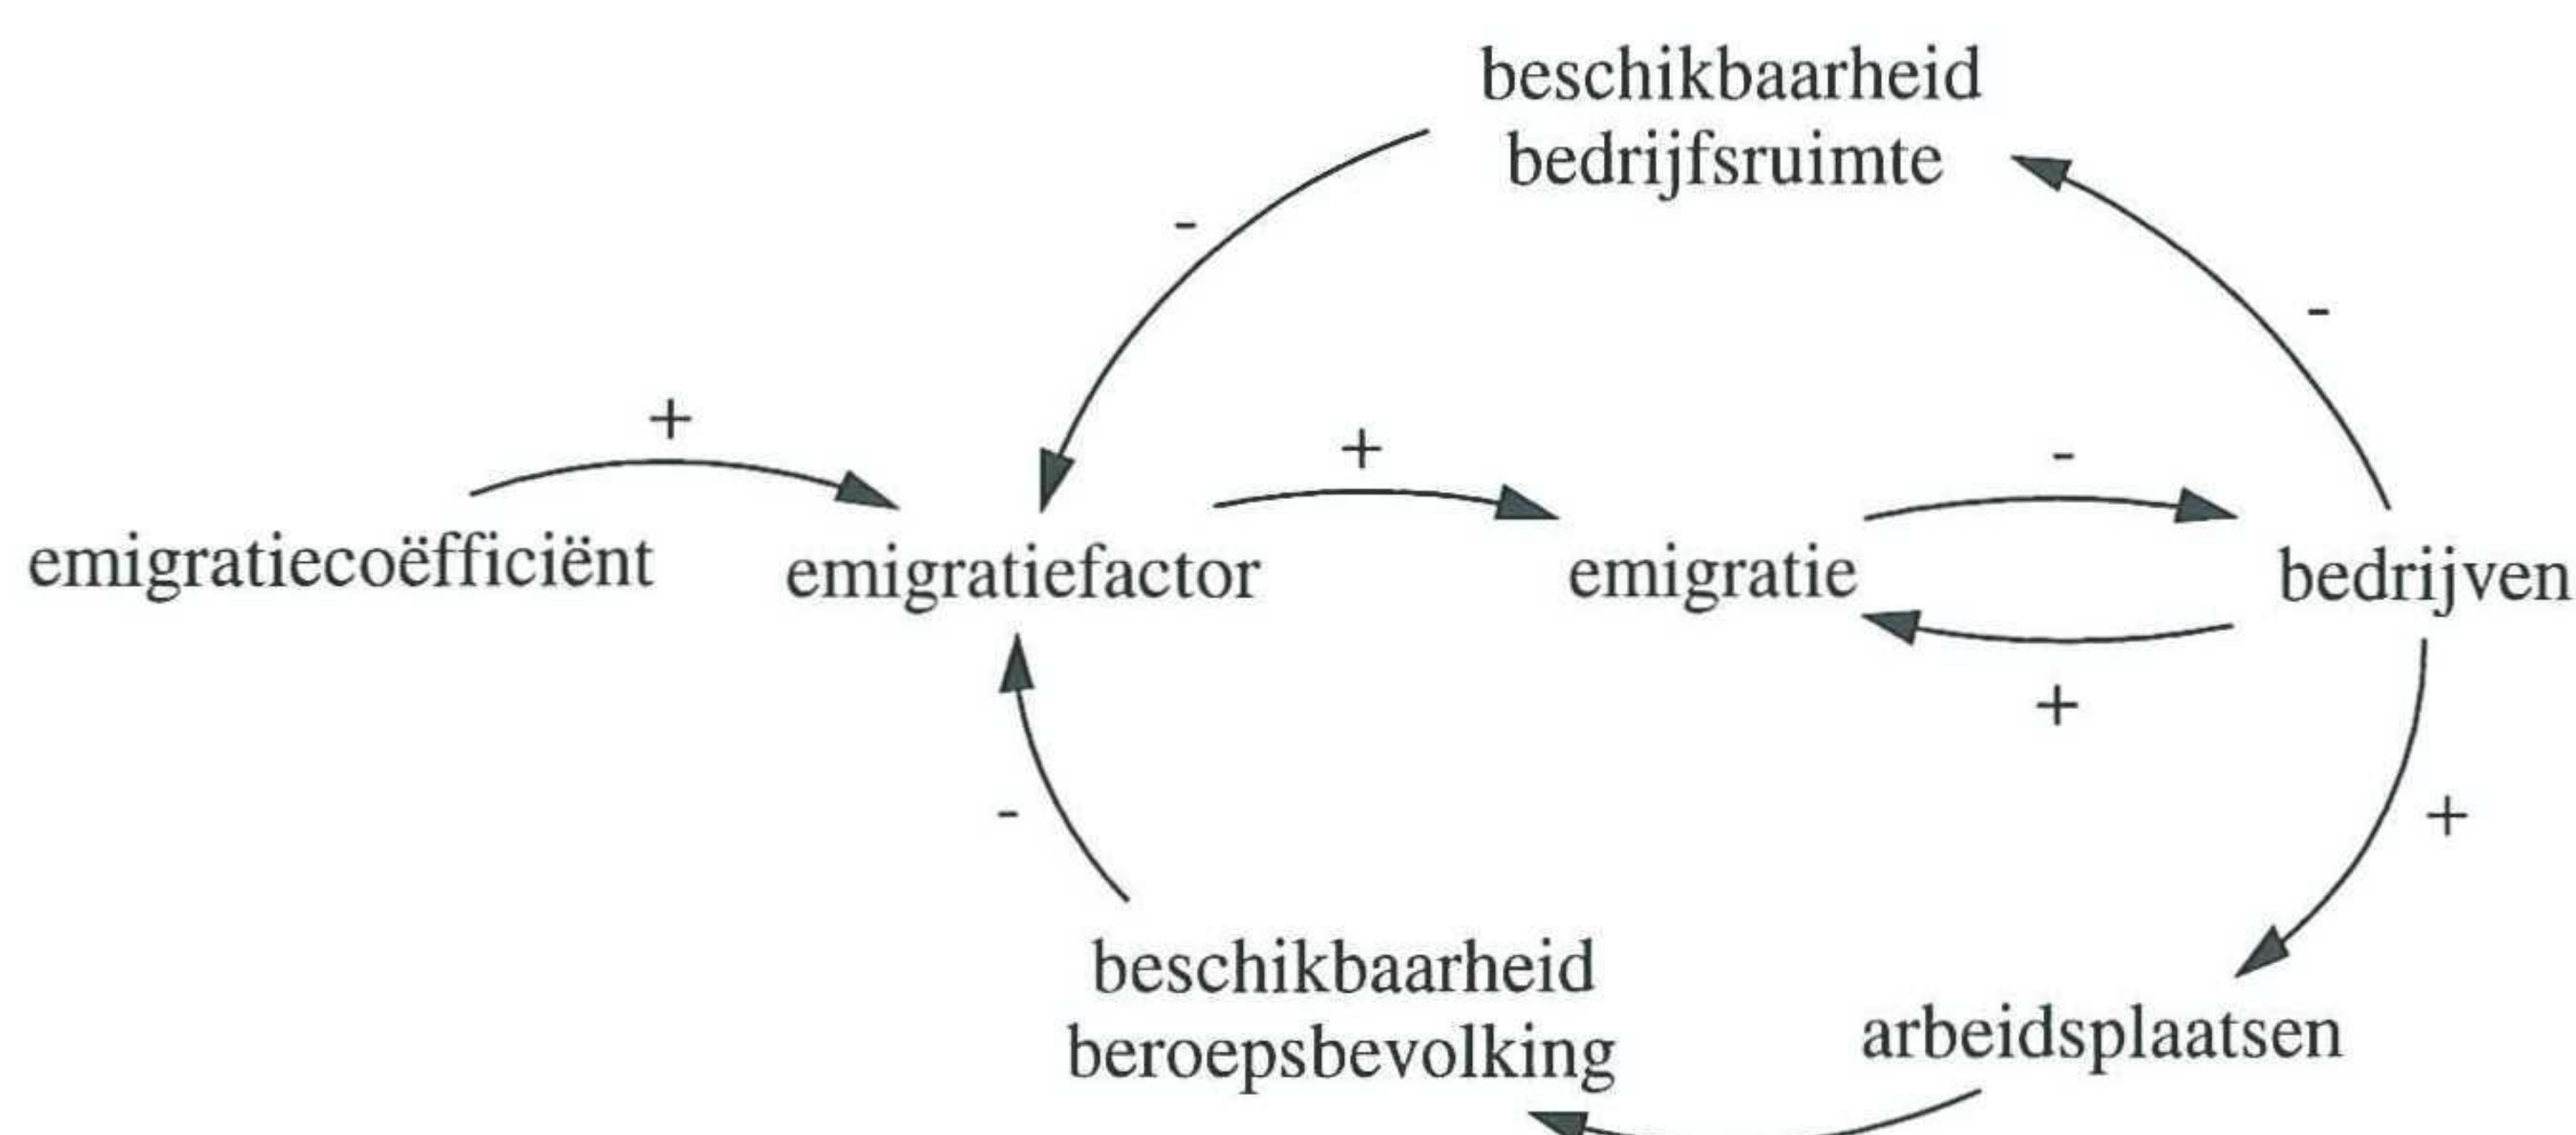 beschikbaarheid
bedrijfsruimte
-
-
+
+
-
emigratiecoëfficiënt
emigratiefactor
emigratie
bedrijven
+
-
+
beschikbaarheid
beroepsbevolking
arbeidsplaatsen